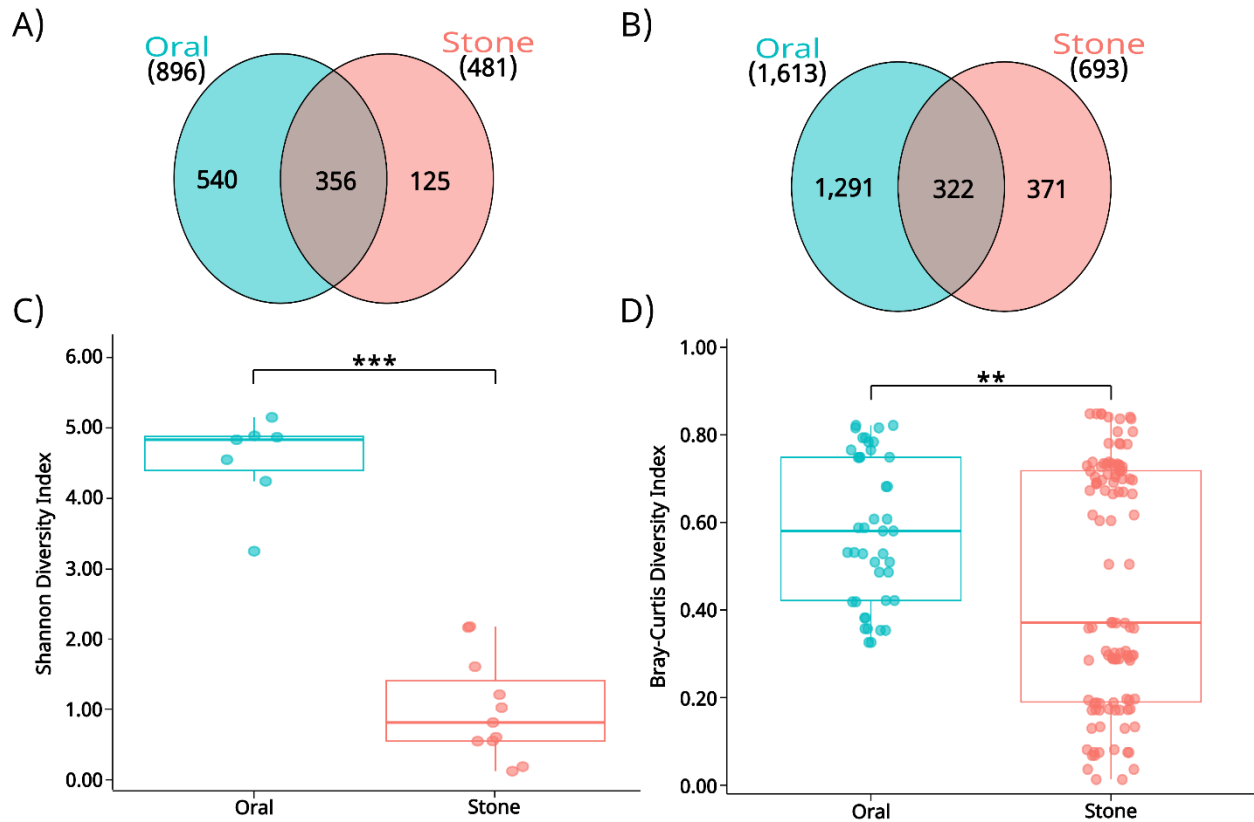 A)
Oral
(896)
Stone
(481)
540
356
125
B)
Oral
(1,613)
Stone
(693)
1,291
322
371
C)
Shannon Diversity Index
6.00
5.00
4.00
3.00
2.00
1.00
0.00
***
Oral
Stone
D)
Bray-Curtis Diversity Index
1.00
0.80
0.60
0.40
0.20
0.00
**
Oral
Stone